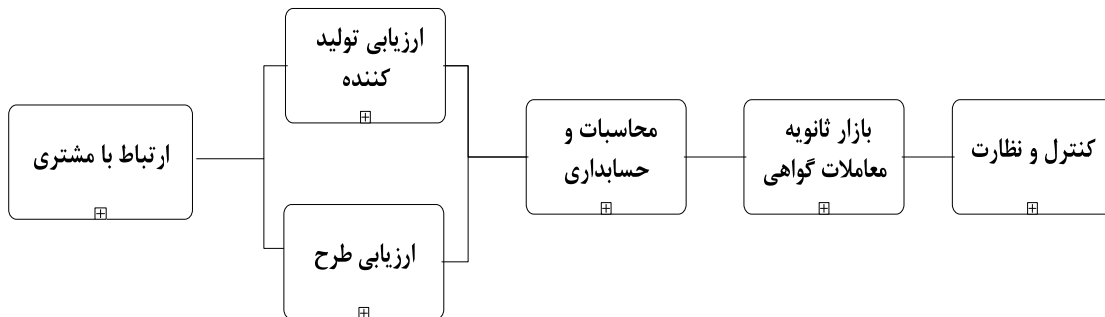 ارتباط با مشتری
ارزیابی تولید
کننده
ارزیابی طرح
محاسبات و
حسابداری
بازار ثانویه
معاملات گواهی
کنترل و نظارت